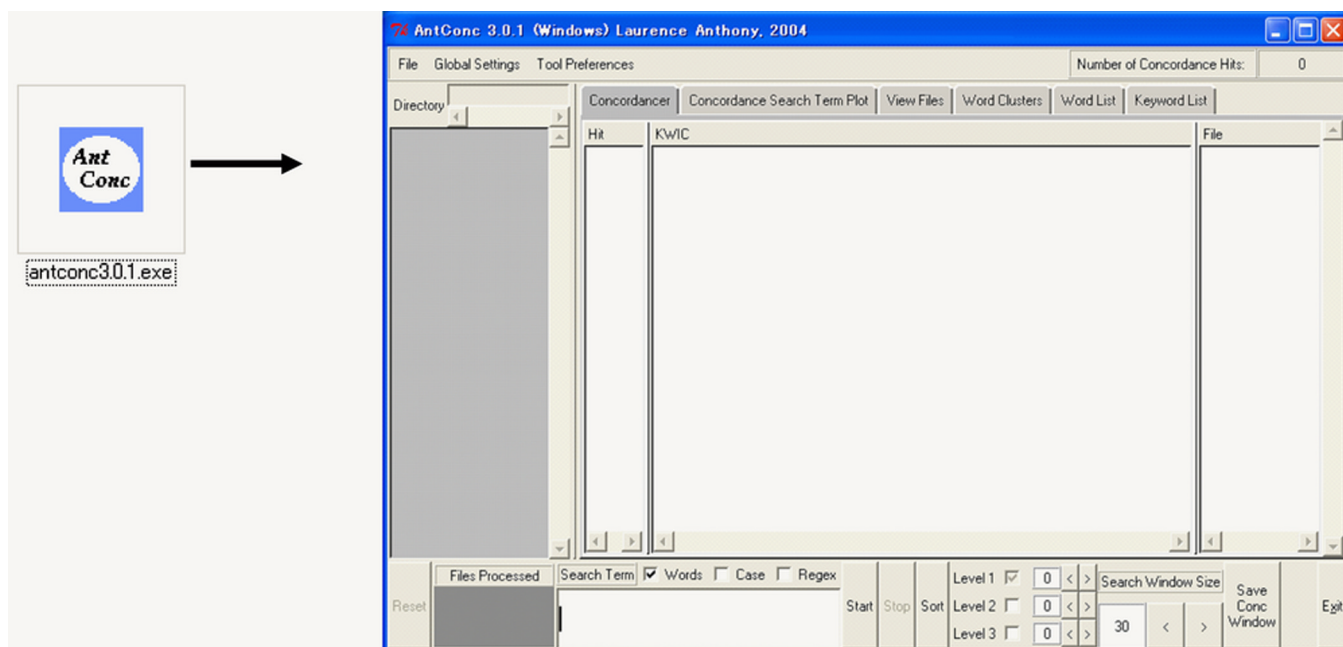 AntConc 3.0.1 (Windows) Laurence Anthony, 2004
File Global Settings Tool Preferences
Number of Concordance Hits: 0
Directory
Concordancer Concordance Search Term Plot View Files Word Clusters Word List Keyword List
Hit KWIC File
Ant
Conc
antconc3.0.1.exe
Files Processed Search Term Words Case Regex
Reset
Start Stop Sort
Level 1 0 < >
Level 2 0 < >
Level 3 0 < >
Search Window Size
30 < >
Save
Conc
Window
Exit